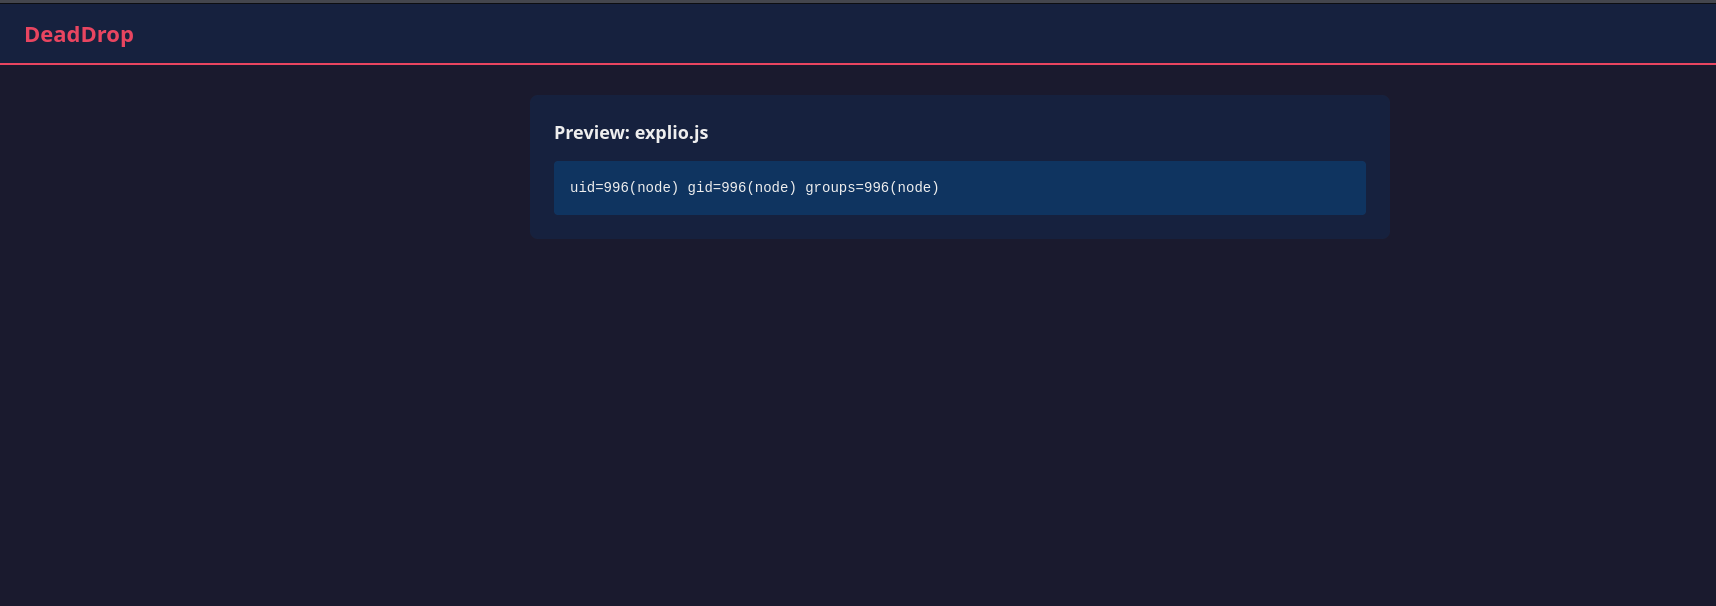 DeadDrop
Preview: explio.js
uid=996(node) gid=996(node) groups=996(node)